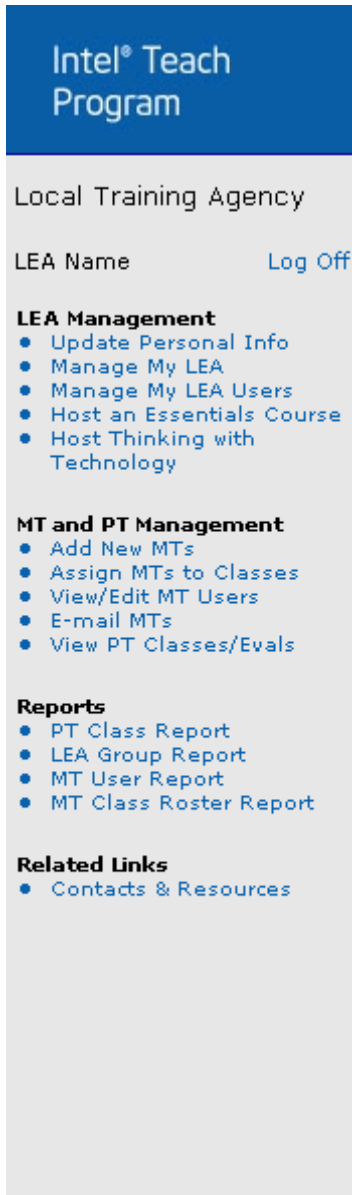 Intel® Teach
Program
Local Training Agency
LEA Name Log Off
LEA Management
• Update Personal Info
• Manage My LEA
• Manage My LEA Users
• Host an Essentials Course
• Host Thinking with
Technology
MT and PT Management
• Add New MTs
• Assign MTs to Classes
• View/Edit MT Users
• E-mail MTs
• View PT Classes/Evals
Reports
• PT Class Report
• LEA Group Report
• MT User Report
• MT Class Roster Report
Related Links
• Contacts & Resources